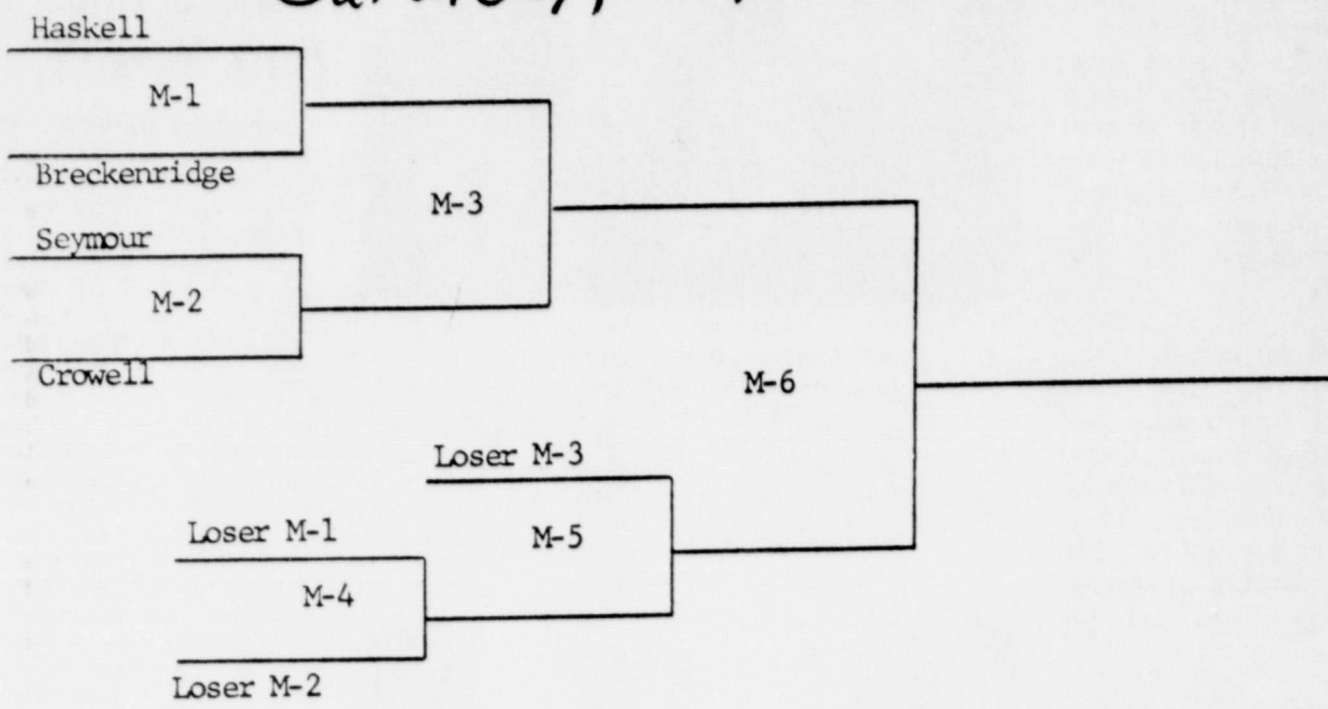 Haskell
M-1
Breckenridge
M-3
Seymour
M-2
Crowell
M-6
Loser M-3
M-5
Loser M-1
M-4
Loser M-2